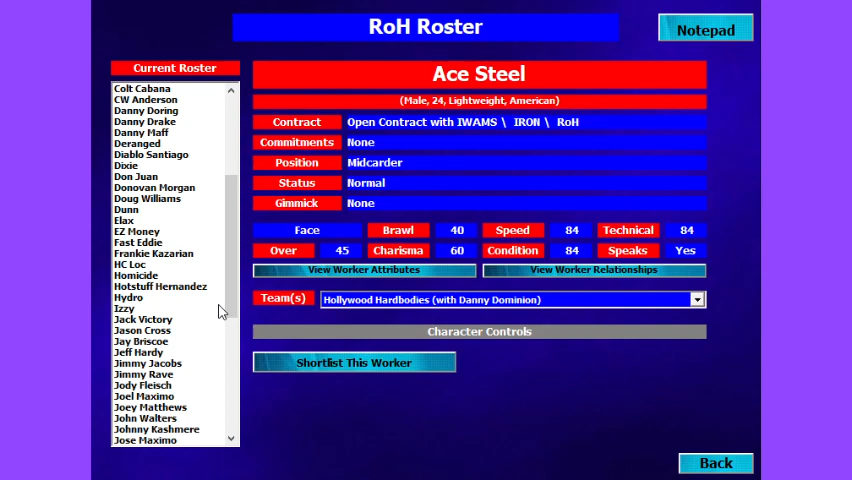 RoH Roster
Notepad
Current Roster
Colt Cabana
CW Anderson
Danny Doring
Danny Drake
Danny Maff
Deranged
Diablo Santiago
Dixie
Don Juan
Donovan Morgan
Doug Williams
Dunn
Elax
EZ Money
Fast Eddie
Frankie Kazarian
HC Loc
Homicide
Hotstuff Hernandez
Hydro
Izzy
Jack Victory
Jason Cross
Jay Briscoe
Jeff Hardy
Jimmy Jacobs
Jimmy Rave
Jody Fleisch
Joel Maximo
Joey Matthews
John Walters
Johnny Kashmere
Jose Maximo
Ace Steel
(Male, 24, Lightweight, American)
Contract Open Contract with IWAMS \ IRON \ RoH
Commitments None
Position Midcarder
Status Normal
Gimmick None
Face Brawl 40 Speed 84 Technical 84
Over 45 Charisma 60 Condition 84 Speaks Yes
View Worker Attributes View Worker Relationships
Team(s) Hollywood Hardbodies (with Danny Dominion)
Character Controls
Shortlist This Worker
Back